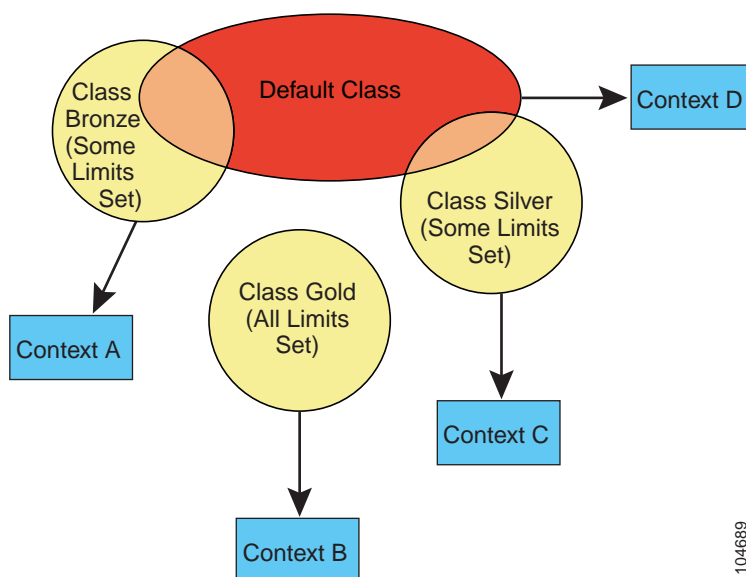 Default Class
Class
Bronze
(Some
Limits
Set)
Context D
Class Silver
(Some Limits
Set)
Class Gold
(All Limits
Set)
Context A
Context C
Context B
104689